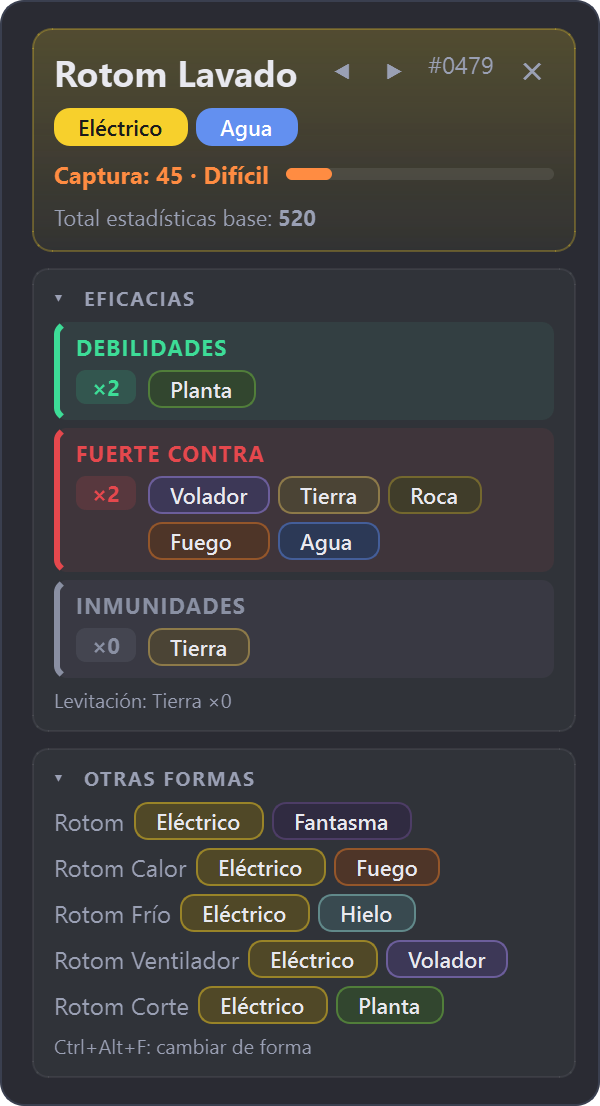 Rotom Lavado ◀ ▶ #0479 ✕
Eléctrico Agua
Captura: 45 · Difícil
Total estadísticas base: 520
▾ EFICACIAS
DEBILIDADES
×2 Planta
FUERTE CONTRA
×2 Volador Tierra Roca
Fuego Agua
INMUNIDADES
×0 Tierra
Levitación: Tierra ×0
▾ OTRAS FORMAS
Rotom Eléctrico Fantasma
Rotom Calor Eléctrico Fuego
Rotom Frío Eléctrico Hielo
Rotom Ventilador Eléctrico Volador
Rotom Corte Eléctrico Planta
Ctrl+Alt+F: cambiar de forma